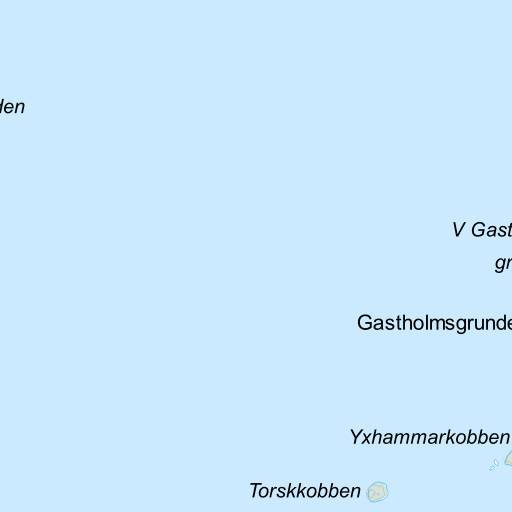 den
V Gast
gr
Gastholmsgrunde
Yxhammarkobben
Torskkobben